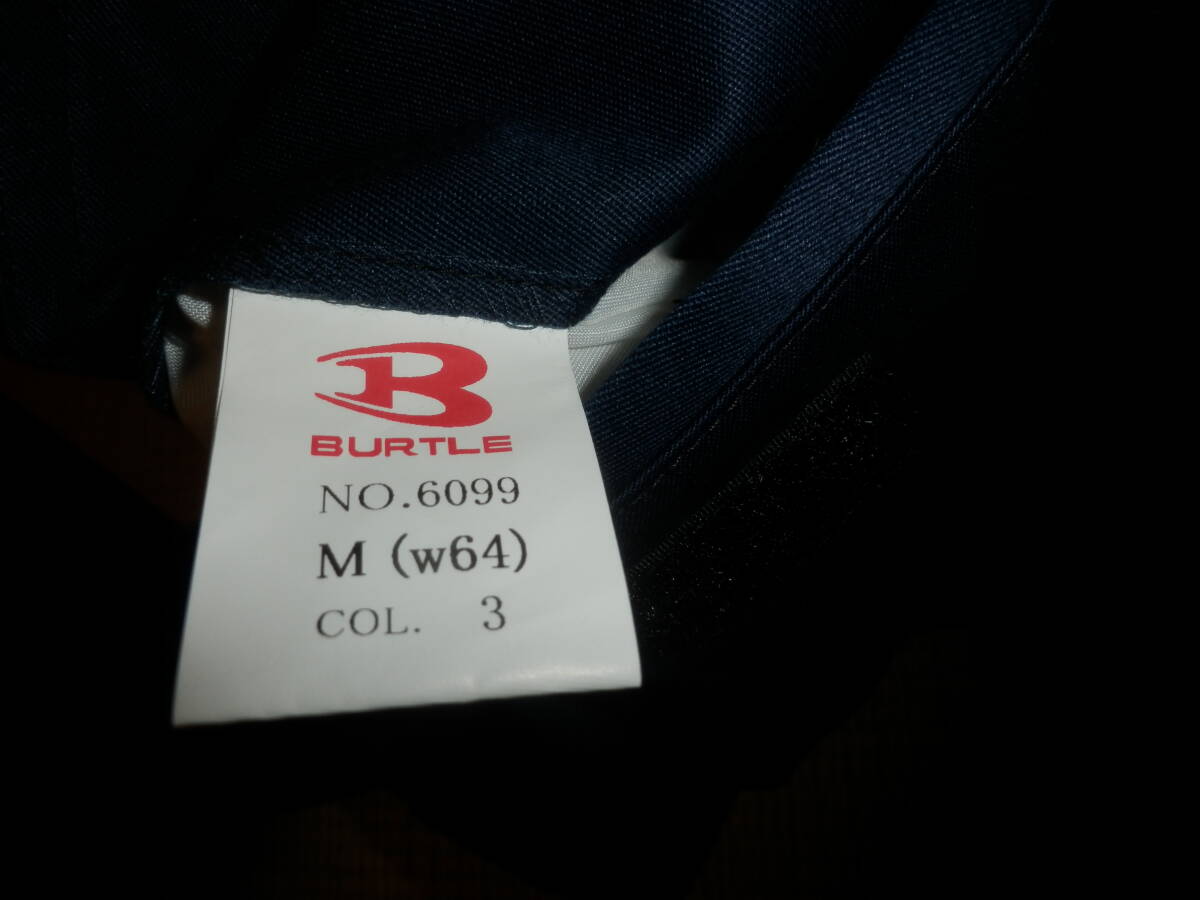 B
BURTLE
NO.6099
M (w64)
COL. 3